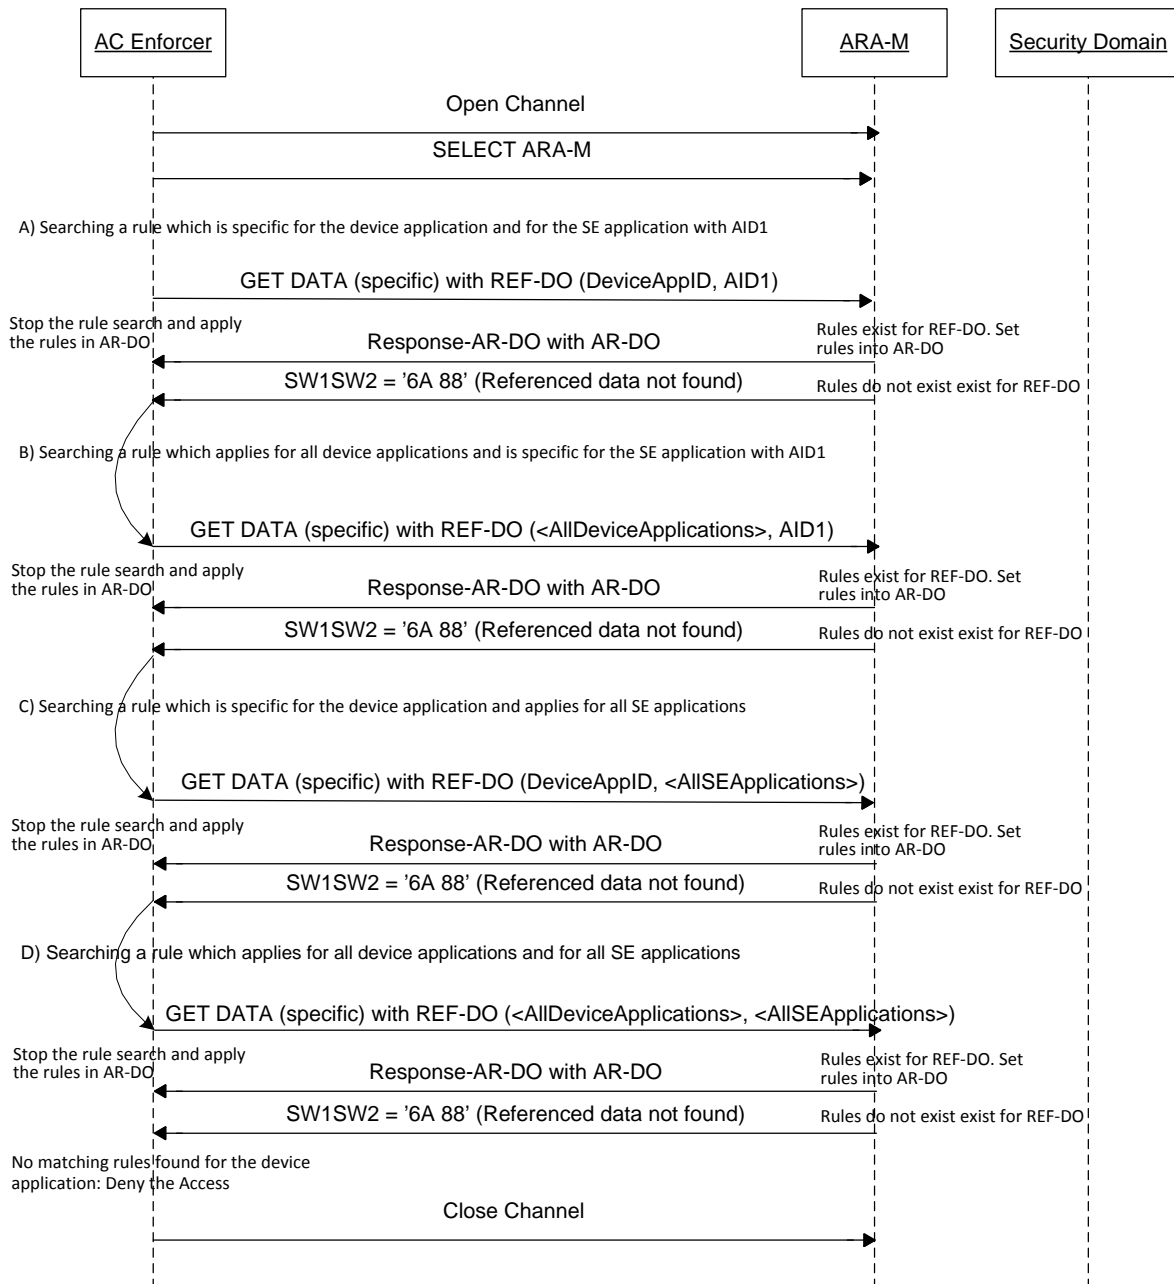 AC Enforcer
ARA-M
Security Domain
Open Channel
SELECT ARA-M
A) Searching a rule which is specific for the device application and for the SE application with AID1
GET DATA (specific) with REF-DO (DeviceAppID, AID1)
Stop the rule search and apply
the rules in AR-DO
Response-AR-DO with AR-DO
Rules exist for REF-DO. Set
rules into AR-DO
SW1SW2 = '6A 88' (Referenced data not found)
Rules do not exist exist for REF-DO
B) Searching a rule which applies for all device applications and is specific for the SE application with AID1
GET DATA (specific) with REF-DO (<AllDeviceApplications>, AID1)
Stop the rule search and apply
the rules in AR-DO
Response-AR-DO with AR-DO
Rules exist for REF-DO. Set
rules into AR-DO
SW1SW2 = '6A 88' (Referenced data not found)
Rules do not exist exist for REF-DO
C) Searching a rule which is specific for the device application and applies for all SE applications
GET DATA (specific) with REF-DO (DeviceAppID, <AllSEApplications>)
Stop the rule search and apply
the rules in AR-DO
Response-AR-DO with AR-DO
Rules exist for REF-DO. Set
rules into AR-DO
SW1SW2 = '6A 88' (Referenced data not found)
Rules do not exist exist for REF-DO
D) Searching a rule which applies for all device applications and for all SE applications
GET DATA (specific) with REF-DO (<AllDeviceApplications>, <AllSEApplications>)
Stop the rule search and apply
the rules in AR-DO
Response-AR-DO with AR-DO
Rules exist for REF-DO. Set
rules into AR-DO
SW1SW2 = '6A 88' (Referenced data not found)
Rules do not exist exist for REF-DO
No matching rules found for the device
application: Deny the Access
Close Channel